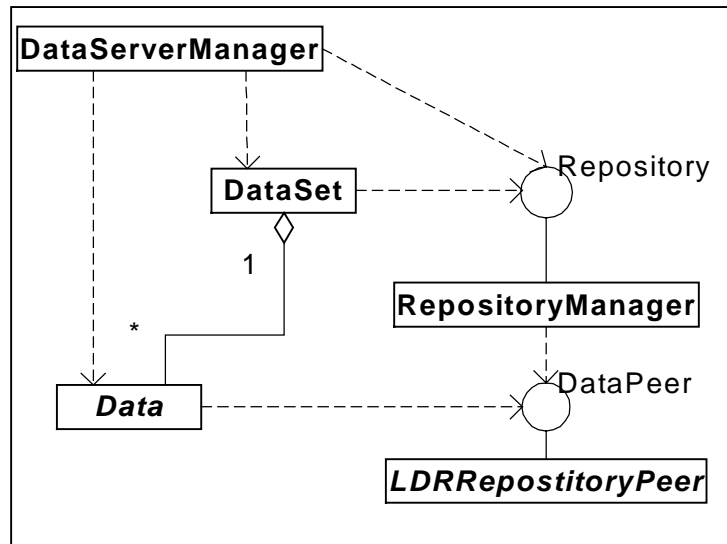 DataServerManager
Repository
DataSet
1
RepositoryManager
*
DataPeer
Data
LDRRepostitoryPeer